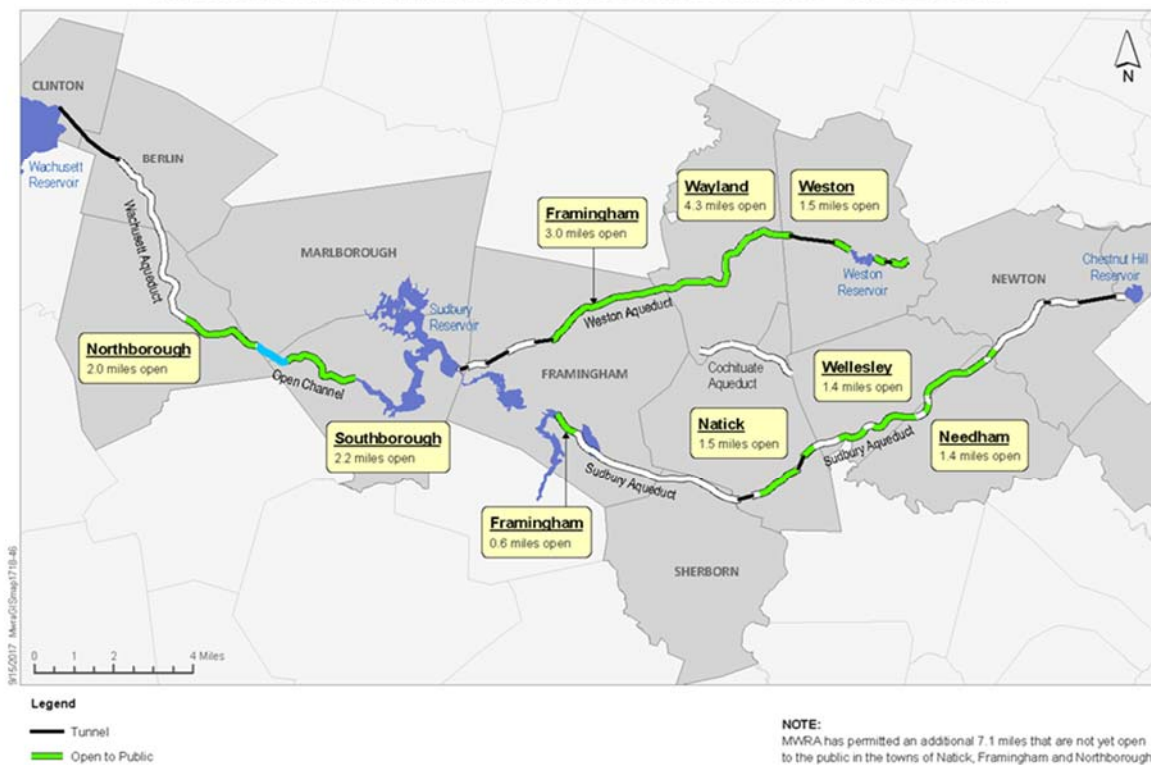 N
CLINTON
BERLIN
Wachusett
Reservoir
Wachusett Aqueduct
MARLBOROUGH
Sudbury
Reservoir
Northborough
2.0 miles open
Open Channel
Southborough
2.2 miles open
Framingham
3.0 miles open
Wayland
4.3 miles open
Weston
1.5 miles open
Weston Aqueduct
Weston
Reservoir
NEWTON
Chestnut Hill
Reservoir
FRAMINGHAM
Cochituate
Aqueduct
Wellesley
1.4 miles open
Natick
1.5 miles open
Needham
1.4 miles open
Sudbury Aqueduct
Sudbury Aqueduct
Framingham
0.6 miles open
SHERBORN
0 1 2 4 Miles
9/15/2017
Legend
Tunnel
Open to Public
NOTE:
MWRA has permitted an additional 7.1 miles that are not yet open
to the public in the towns of Natick, Framingham and Northborough